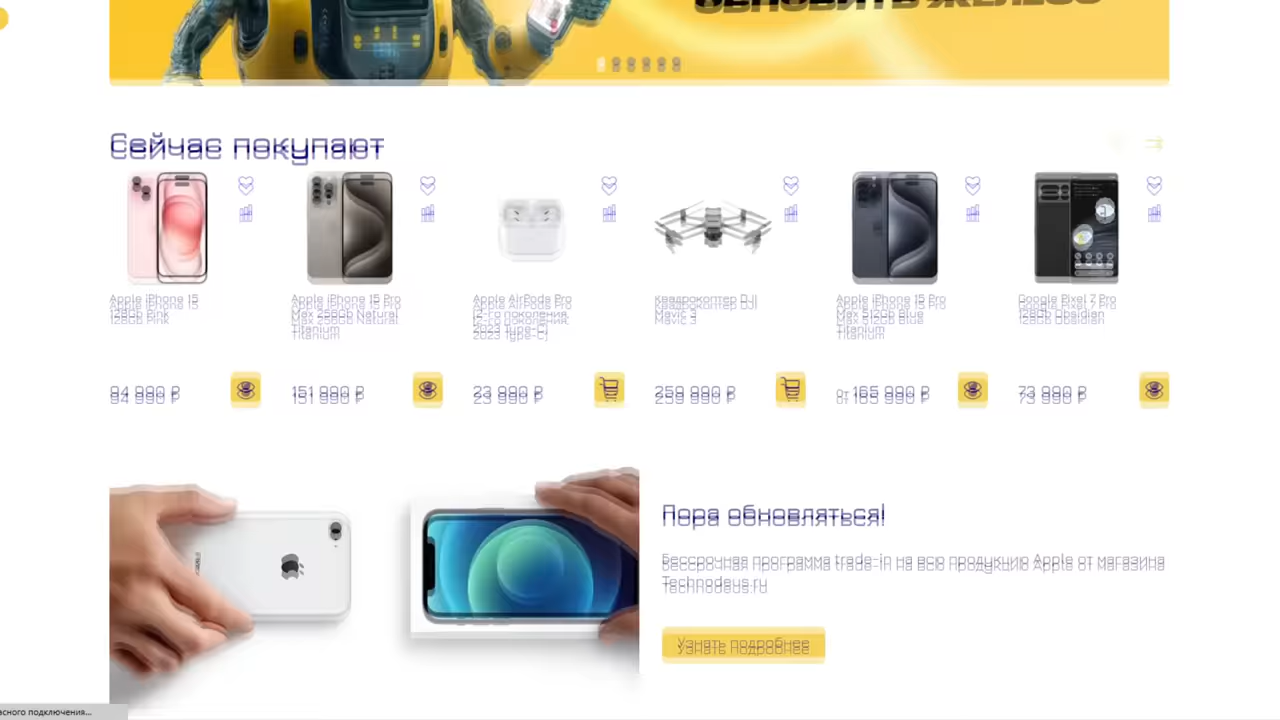 ОБНОВИТЬ ЖЕЛЕЗО
Сейчас покупают
Apple iPhone 15
128Gb Pink
94 990 ₽
Apple iPhone 15 Pro
Max 256Gb Natural
Titanium
151 990 ₽
Apple AirPods Pro
(2-го поколения,
2023 Type-C)
23 990 ₽
Квадрокоптер DJI
Mavic 3
259 990 ₽
Apple iPhone 15 Pro
Max 512Gb Blue
Titanium
от 165 990 ₽
Google Pixel 7 Pro
128Gb Obsidian
73 990 ₽
Пора обновляться!
Бессрочная программа trade-in на всю продукцию Apple от магазина
Technodeus.ru
Узнать подробнее
подключения...